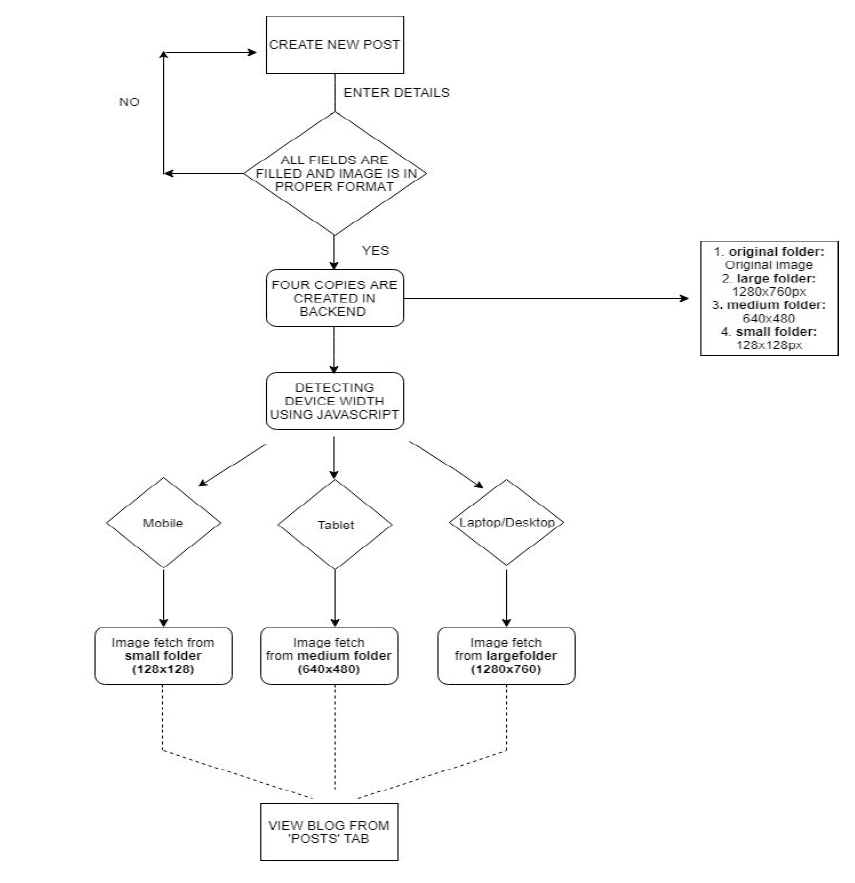 CREATE NEW POST
ENTER DETAILS
NO
ALL FIELDS ARE
FILLED AND IMAGE IS IN
PROPER FORMAT
YES
FOUR COPIES ARE
CREATED IN
BACKEND
1. original folder:
Original image
2. large folder:
1280x760px
3. medium folder:
640x480
4. small folder:
128x128px
DETECTING
DEVICE WIDTH
USING JAVASCRIPT
Mobile
Tablet
Laptop/Desktop
Image fetch from
small folder
(128x128)
Image fetch
from medium folder
(640x480)
Image fetch
from largefolder
(1280x760)
VIEW BLOG FROM
'POSTS' TAB